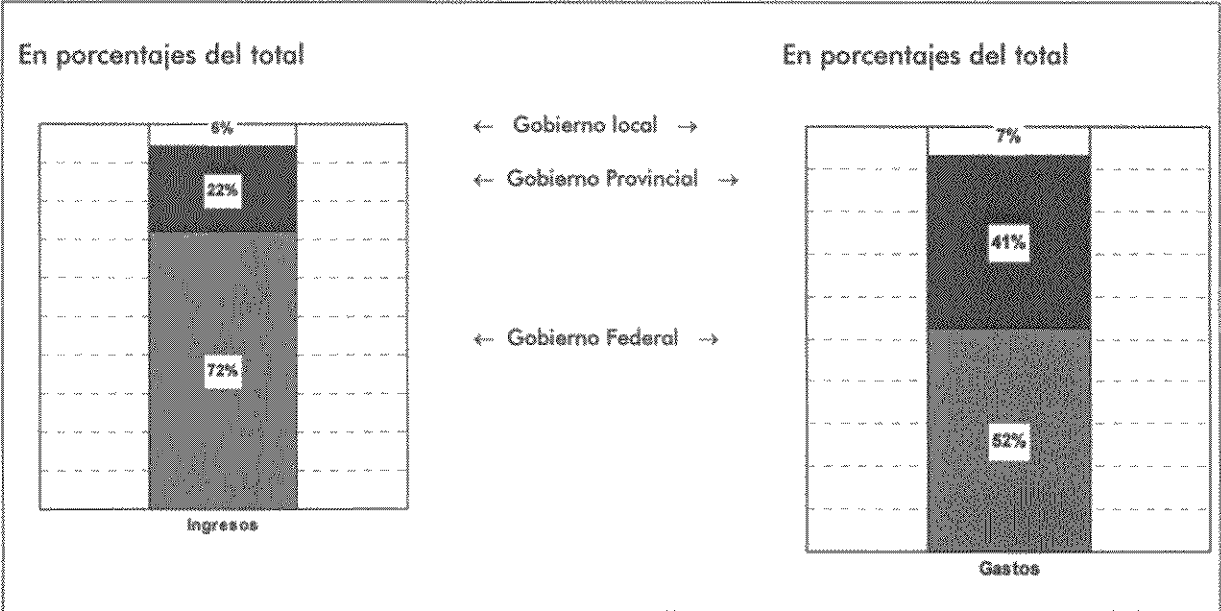 En porcentajes del total
En porcentajes del total
6%
22%
72%
Ingresos
← Gobierno local →
← Gobierno Provincial →
← Gobierno Federal →
7%
41%
52%
Gastos